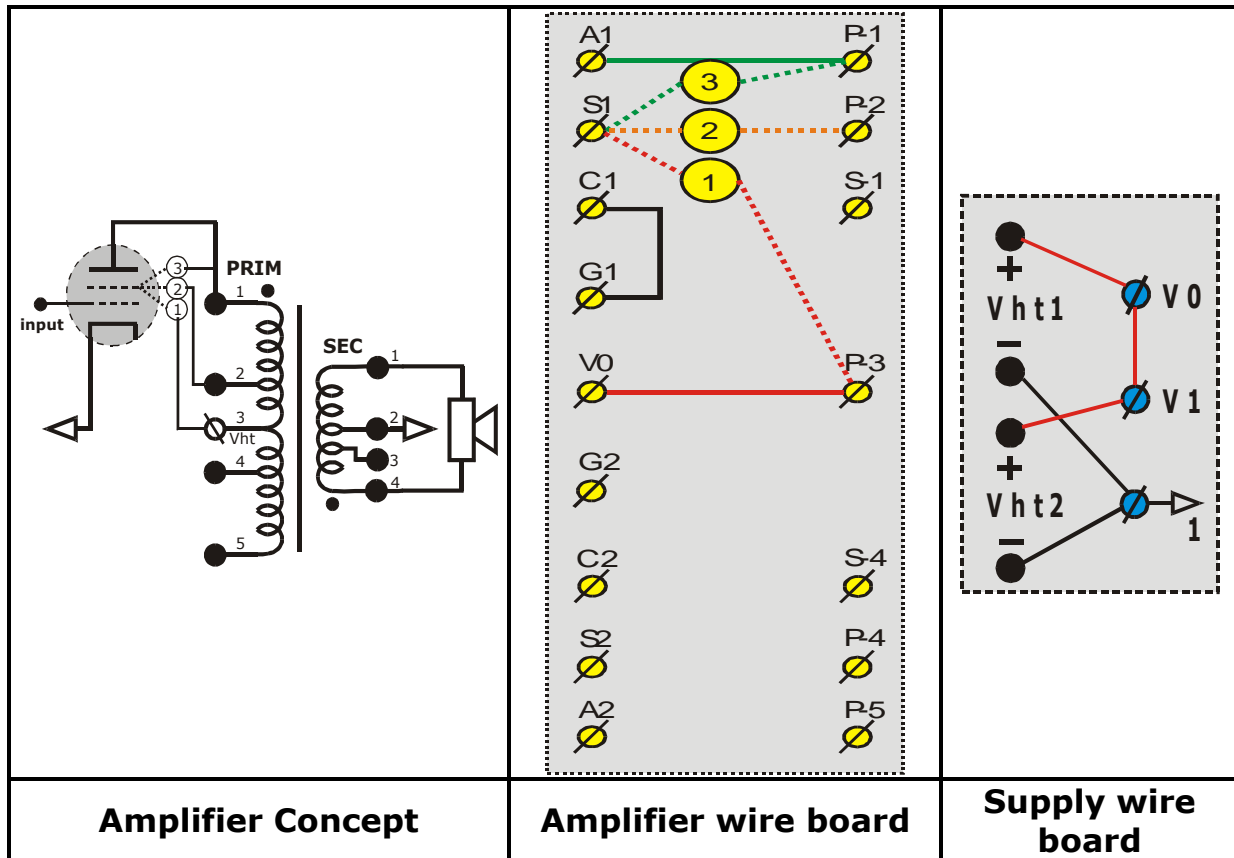 3
2
1
input
PRIM
1
2
3
Vht
4
5
SEC
1
2
3
4
A1
P-1
3
S1
P-2
2
C1
S-1
1
G1
V0
P-3
G2
C2
S-4
S2
P-4
A2
P-5
+
Vht1
V0
−
V1
+
Vht2
1
−
Amplifier Concept
Amplifier wire board
Supply wire
board